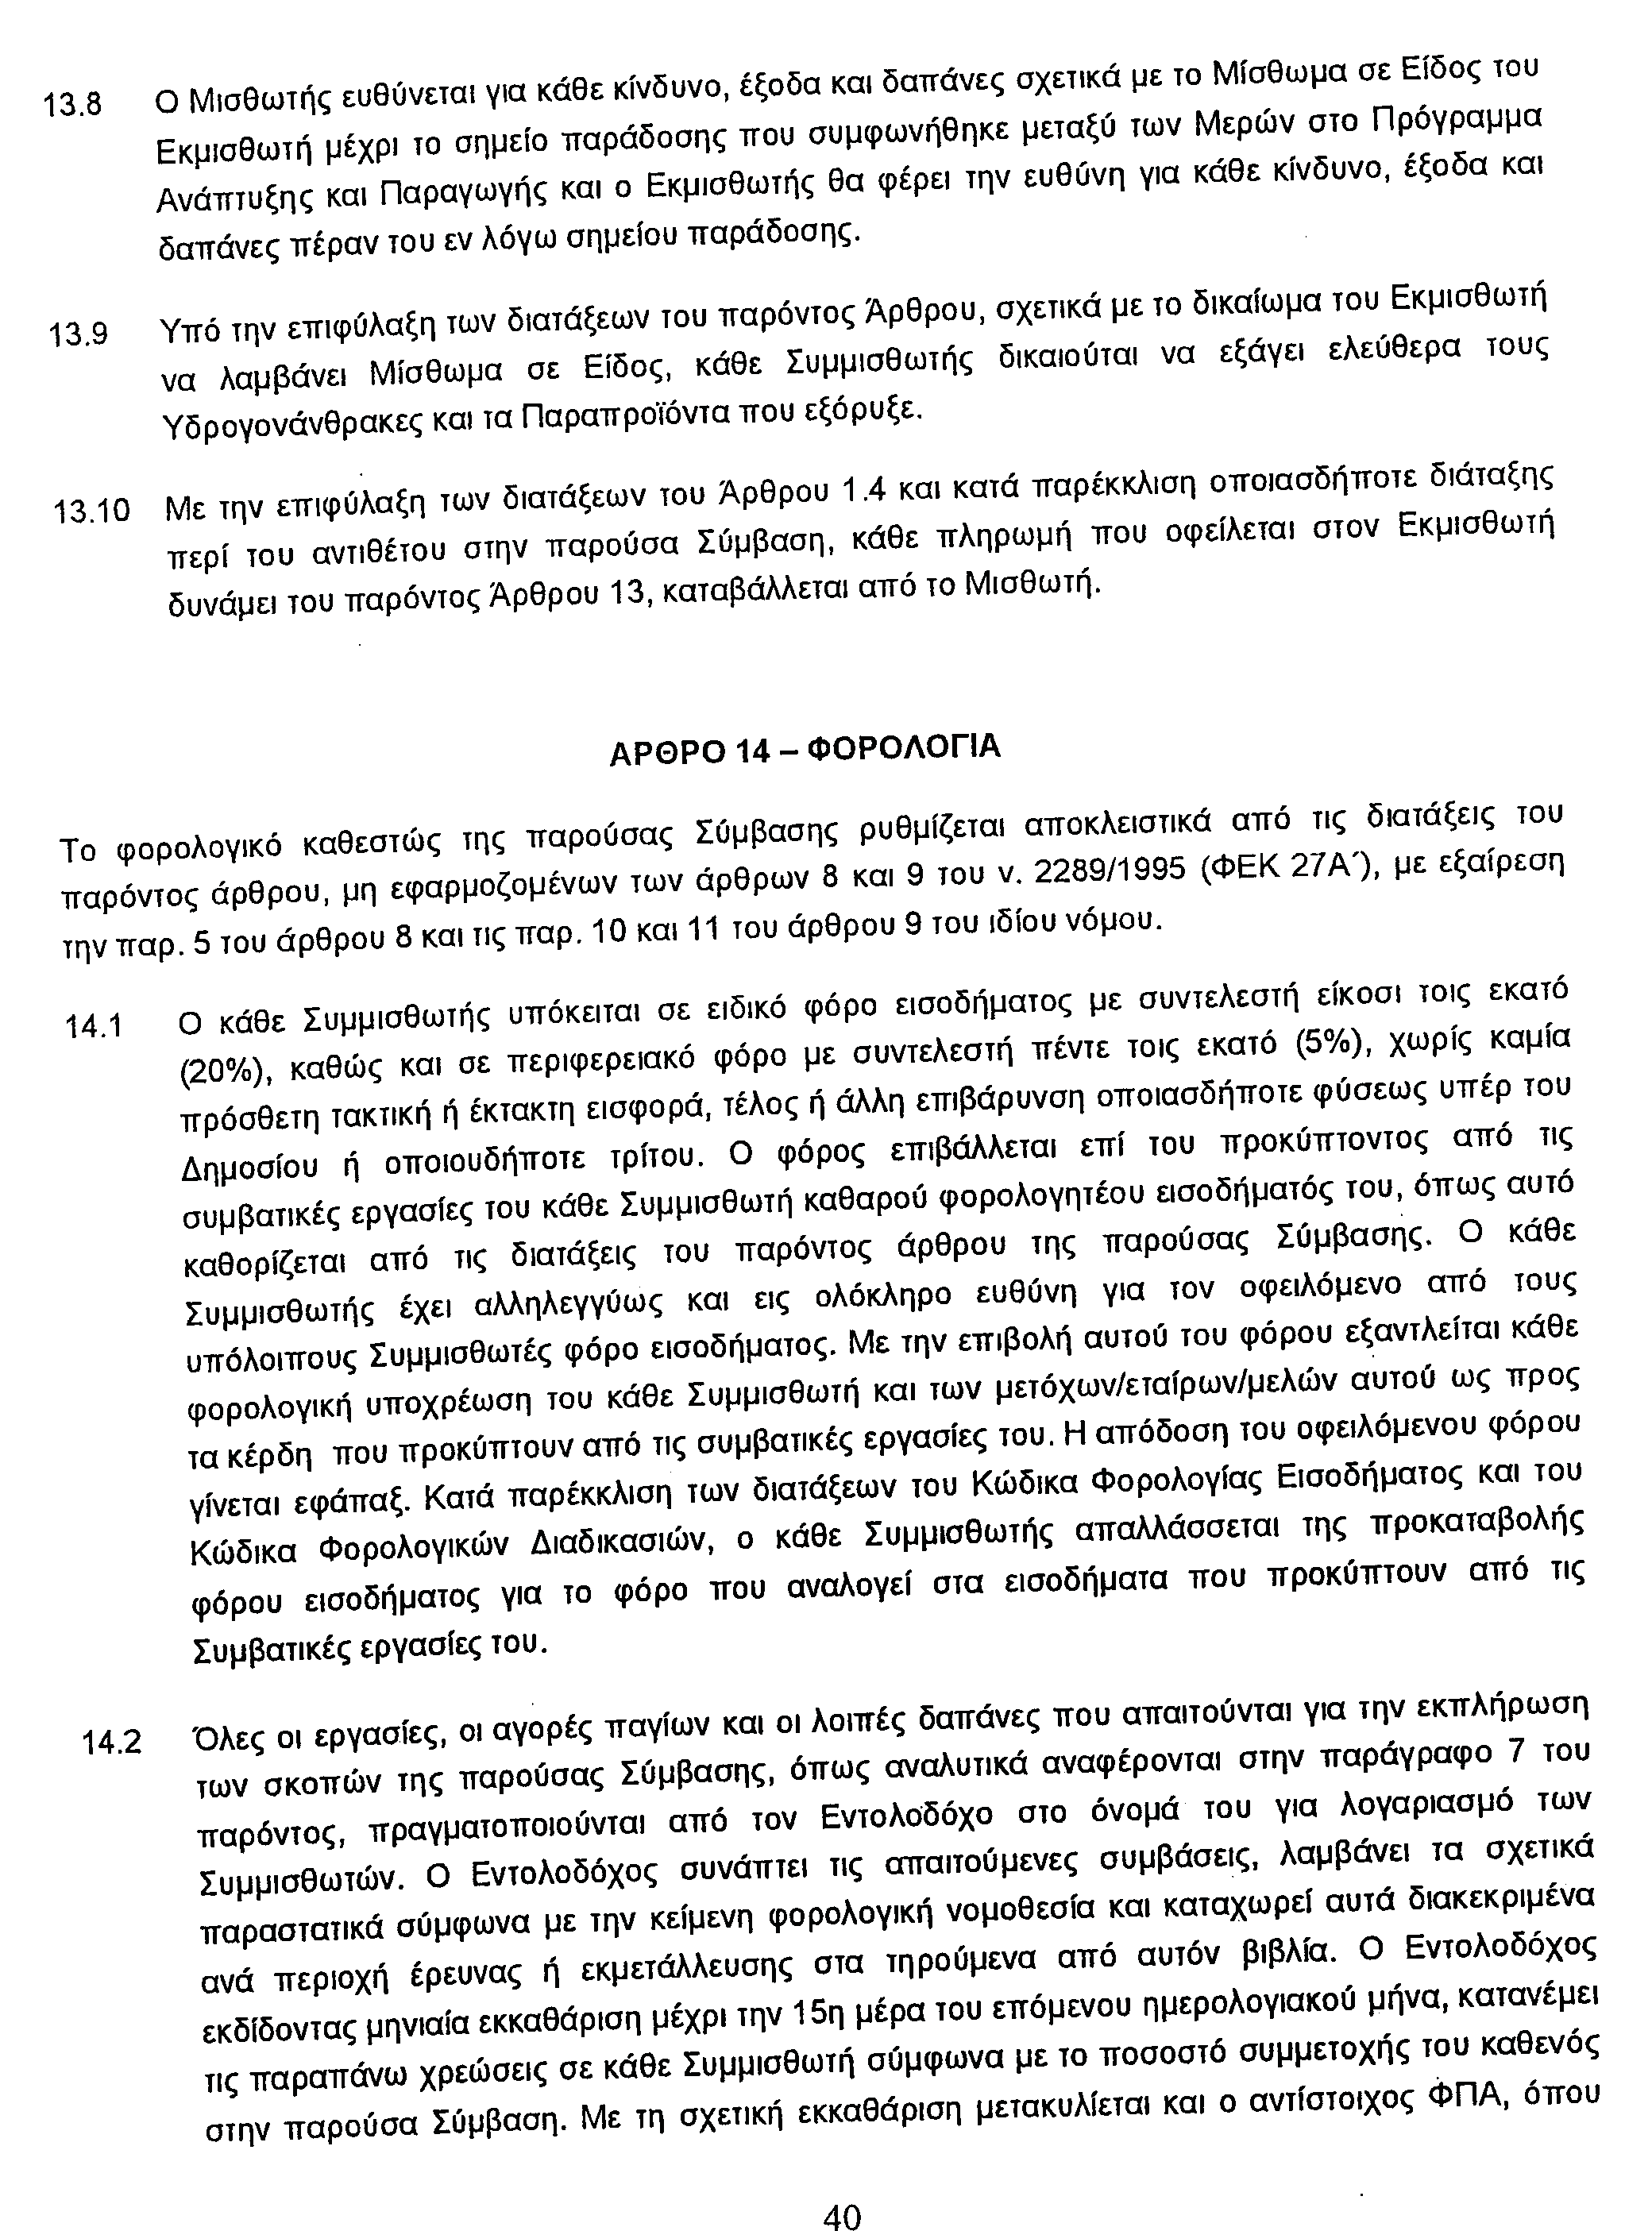 13.8 Ο Μισθωτής ευθύνεται για κάθε κίνδυνο, έξοδα και δαπάνες σχετικά με το Μίσθωμα σε Είδος του
Εκμισθωτή μέχρι το σημείο παράδοσης που συμφωνήθηκε μεταξύ των Μερών στο Πρόγραμμα
Ανάπτυξης και Παραγωγής και ο Εκμισθωτής θα φέρει την ευθύνη για κάθε κίνδυνο, έξοδα και
δαπάνες πέραν του εν λόγω σημείου παράδοσης.
13.9 Υπό την επιφύλαξη των διατάξεων του παρόντος Άρθρου, σχετικά με το δικαίωμα του Εκμισθωτή
να λαμβάνει Μίσθωμα σε Είδος, κάθε Συμμισθωτής δικαιούται να εξάγει ελεύθερα τους
Υδρογονάνθρακες και τα Παραπροϊόντα που εξόρυξε.
13.10 Με την επιφύλαξη των διατάξεων του Άρθρου 1.4 και κατά παρέκκλιση οποιασδήποτε διάταξης
περί του αντιθέτου στην παρούσα Σύμβαση, κάθε πληρωμή που οφείλεται στον Εκμισθωτή
δυνάμει του παρόντος Άρθρου 13, καταβάλλεται από το Μισθωτή.
ΑΡΘΡΟ 14 – ΦΟΡΟΛΟΓΙΑ
Το φορολογικό καθεστώς της παρούσας Σύμβασης ρυθμίζεται αποκλειστικά από τις διατάξεις του
παρόντος άρθρου, μη εφαρμοζομένων των άρθρων 8 και 9 του ν. 2289/1995 (ΦΕΚ 27Α΄), με εξαίρεση
την παρ. 5 του άρθρου 8 και τις παρ. 10 και 11 του άρθρου 9 του ιδίου νόμου.
14.1 Ο κάθε Συμμισθωτής υπόκειται σε ειδικό φόρο εισοδήματος με συντελεστή είκοσι τοις εκατό
(20%), καθώς και σε περιφερειακό φόρο με συντελεστή πέντε τοις εκατό (5%), χωρίς καμία
πρόσθετη τακτική ή έκτακτη εισφορά, τέλος ή άλλη επιβάρυνση οποιασδήποτε φύσεως υπέρ του
Δημοσίου ή οποιουδήποτε τρίτου. Ο φόρος επιβάλλεται επί του προκύπτοντος από τις
συμβατικές εργασίες του κάθε Συμμισθωτή καθαρού φορολογητέου εισοδήματός του, όπως αυτό
καθορίζεται από τις διατάξεις του παρόντος άρθρου της παρούσας Σύμβασης. Ο κάθε
Συμμισθωτής έχει αλληλεγγύως και εις ολόκληρο ευθύνη για τον οφειλόμενο από τους
υπόλοιπους Συμμισθωτές φόρο εισοδήματος. Με την επιβολή αυτού του φόρου εξαντλείται κάθε
φορολογική υποχρέωση του κάθε Συμμισθωτή και των μετόχων/εταίρων/μελών αυτού ως προς
τα κέρδη που προκύπτουν από τις συμβατικές εργασίες του. Η απόδοση του οφειλόμενου φόρου
γίνεται εφάπαξ. Κατά παρέκκλιση των διατάξεων του Κώδικα Φορολογίας Εισοδήματος και του
Κώδικα Φορολογικών Διαδικασιών, ο κάθε Συμμισθωτής απαλλάσσεται της προκαταβολής
φόρου εισοδήματος για το φόρο που αναλογεί στα εισοδήματα που προκύπτουν από τις
Συμβατικές εργασίες του.
14.2 Όλες οι εργασίες, οι αγορές παγίων και οι λοιπές δαπάνες που απαιτούνται για την εκπλήρωση
των σκοπών της παρούσας Σύμβασης, όπως αναλυτικά αναφέρονται στην παράγραφο 7 του
παρόντος, πραγματοποιούνται από τον Εντολοδόχο στο όνομά του για λογαριασμό των
Συμμισθωτών. Ο Εντολοδόχος συνάπτει τις απαιτούμενες συμβάσεις, λαμβάνει τα σχετικά
παραστατικά σύμφωνα με την κείμενη φορολογική νομοθεσία και καταχωρεί αυτά διακεκριμένα
ανά περιοχή έρευνας ή εκμετάλλευσης στα τηρούμενα από αυτόν βιβλία. Ο Εντολοδόχος
εκδίδοντας μηνιαία εκκαθάριση μέχρι την 15η μέρα του επόμενου ημερολογιακού μήνα, κατανέμει
τις παραπάνω χρεώσεις σε κάθε Συμμισθωτή σύμφωνα με το ποσοστό συμμετοχής του καθενός
στην παρούσα Σύμβαση. Με τη σχετική εκκαθάριση μετακυλίεται και ο αντίστοιχος ΦΠΑ, όπου
40